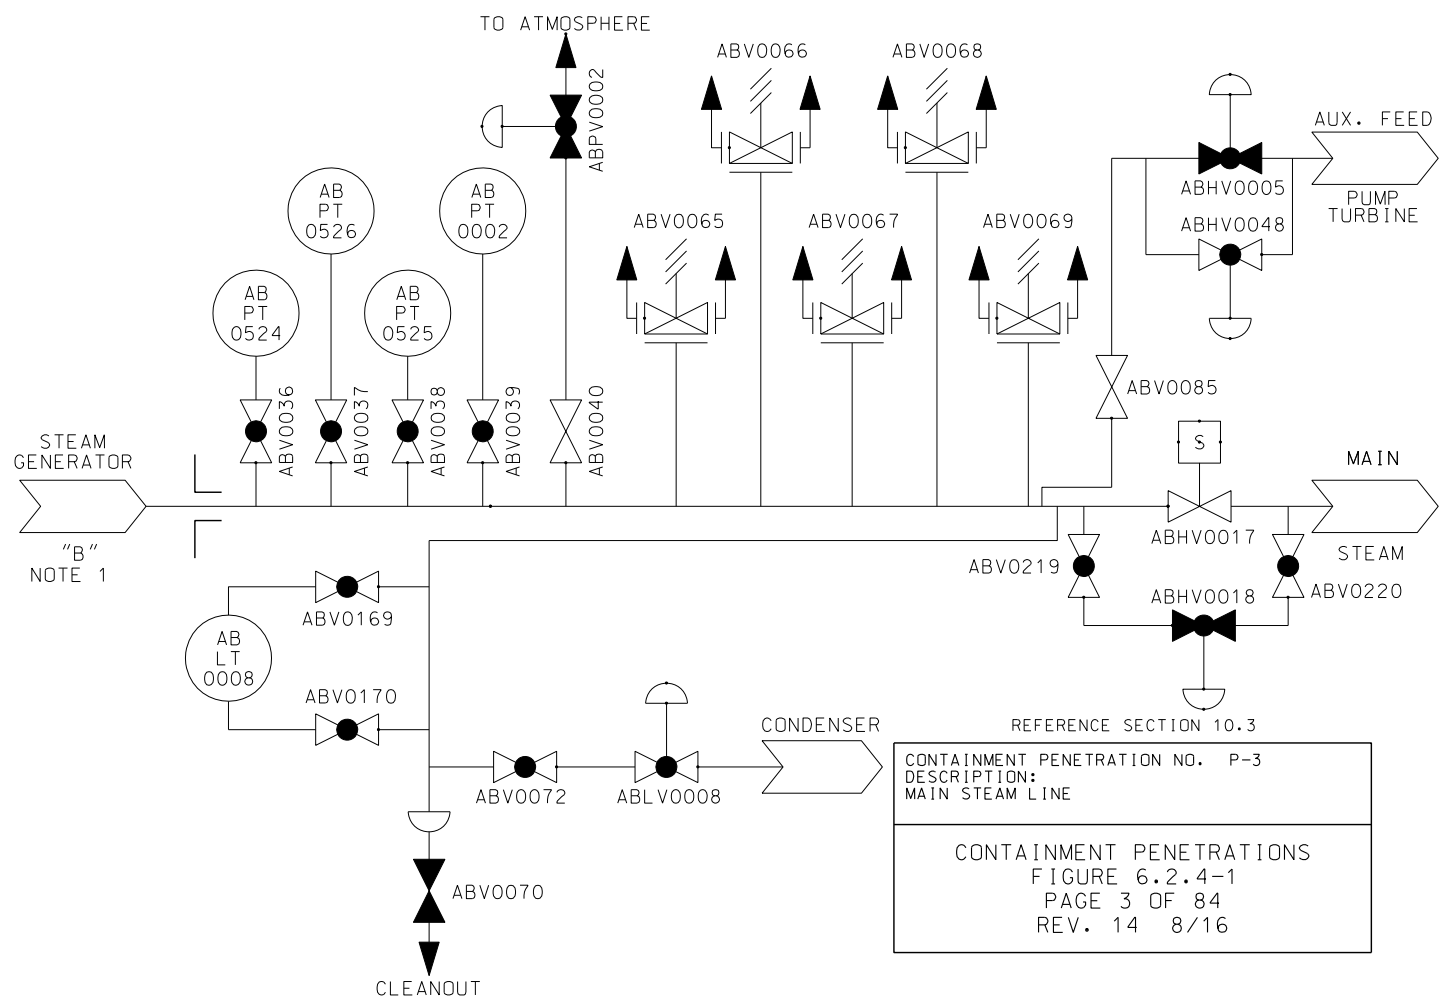 TO ATMOSPHERE
ABV0066
ABV0068
ABPV0002
AUX. FEED
PUMP
TURBINE
ABHV0005
ABHV0048
AB
PT
0526
AB
PT
0002
ABV0065
ABV0067
ABV0069
AB
PT
0524
AB
PT
0525
ABV0036
ABV0037
ABV0038
ABV0039
ABV0040
ABV0085
STEAM
GENERATOR
"B"
NOTE 1
S
MAIN
STEAM
ABHV0017
ABV0219
ABV0220
ABHV0018
ABV0169
AB
LT
0008
ABV0170
CONDENSER
ABV0072
ABLV0008
ABV0070
CLEANOUT
REFERENCE SECTION 10.3
CONTAINMENT PENETRATION NO. P-3
DESCRIPTION:
MAIN STEAM LINE
CONTAINMENT PENETRATIONS
FIGURE 6.2.4-1
PAGE 3 OF 84
REV. 14 8/16